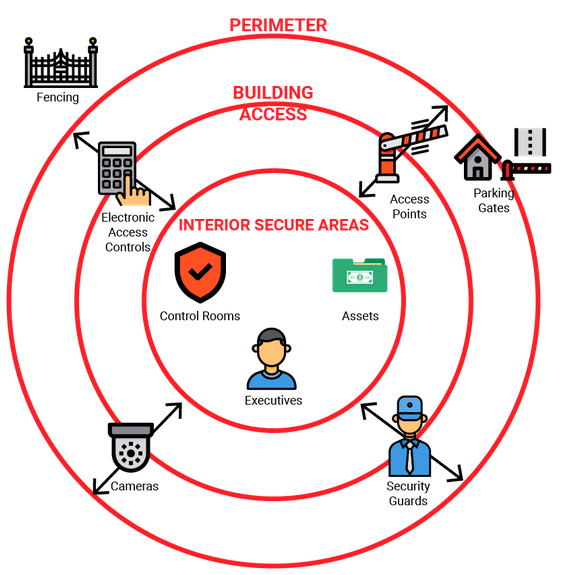 PERIMETER
Fencing
BUILDING
ACCESS
Electronic
Access
Controls
Access
Points
Parking
Gates
INTERIOR SECURE AREAS
Control Rooms
Assets
Executives
Cameras
Security
Guards